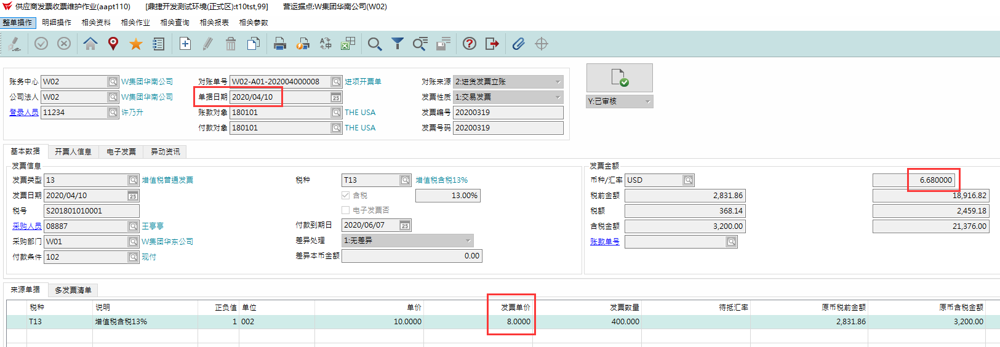 供应商发票收票维护作业(aapt110) [鼎捷开发测试环境(正式区):t10tst,99] 营运据点:W集团华南公司(W02)
整单操作 明细操作 相关资料 相关作业 相关查询 相关报表 相关参数
账务中心 W02 W集团华南公司 对账单号 W02-A01-202004000008 进项开票单 对账来源 2:进货发票立账
公司法人 W02 W集团华南公司 单据日期 2020/04/10 发票性质 1:交易发票 Y:已审核
登录人员 11234 许乃升 账款对象 180101 THE USA 发票编号 20200319
付款对象 180101 THE USA 发票号码 20200319
基本数据 开票人信息 电子发票 异动资讯
发票信息 发票金额
发票类型 13 增值税普通发票 税种 T13 增值税含税13% 币种/汇率 USD 6.680000
发票日期 2020/04/10 含税 13.00% 税前金额 2,831.86 18,916.82
税号 S201801010001 电子发票否 税额 368.14 2,459.18
采购人员 08887 王亭亭 付款到期日 2020/06/07 含税金额 3,200.00 21,376.00
采购部门 W01 W集团华东公司 差异处理 1:无差异 账款单号
付款条件 102 现付 差异本币金额 0.00
来源单据 多发票清单
税种 说明 正负值 单位 单价 发票单价 发票数量 待抵汇率 原币税前金额 原币含税金额
T13 增值税含税13% 1 002 10.0000 8.0000 400.000 2,831.86 3,200.00